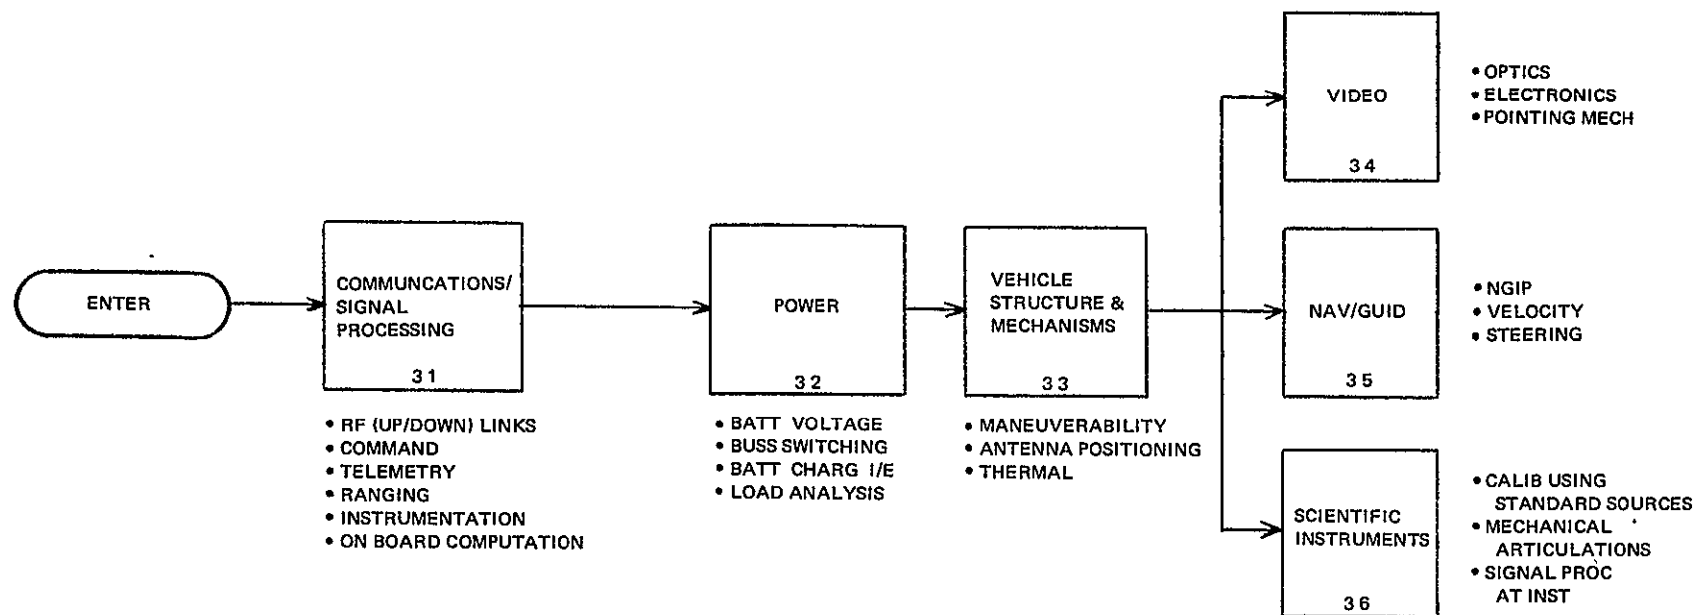 ENTER
COMMUNCATIONS/
SIGNAL
PROCESSING
31
• RF (UP/DOWN) LINKS
• COMMAND
• TELEMETRY
• RANGING
• INSTRUMENTATION
• ON BOARD COMPUTATION
POWER
32
• BATT VOLTAGE
• BUSS SWITCHING
• BATT CHARG I/E
• LOAD ANALYSIS
VEHICLE
STRUCTURE &
MECHANISMS
33
• MANEUVERABILITY
• ANTENNA POSITIONING
• THERMAL
VIDEO
34
• OPTICS
• ELECTRONICS
• POINTING MECH
NAV/GUID
35
• NGIP
• VELOCITY
• STEERING
SCIENTIFIC
INSTRUMENTS
36
• CALIB USING
STANDARD SOURCES
• MECHANICAL
ARTICULATIONS
• SIGNAL PROC
AT INST